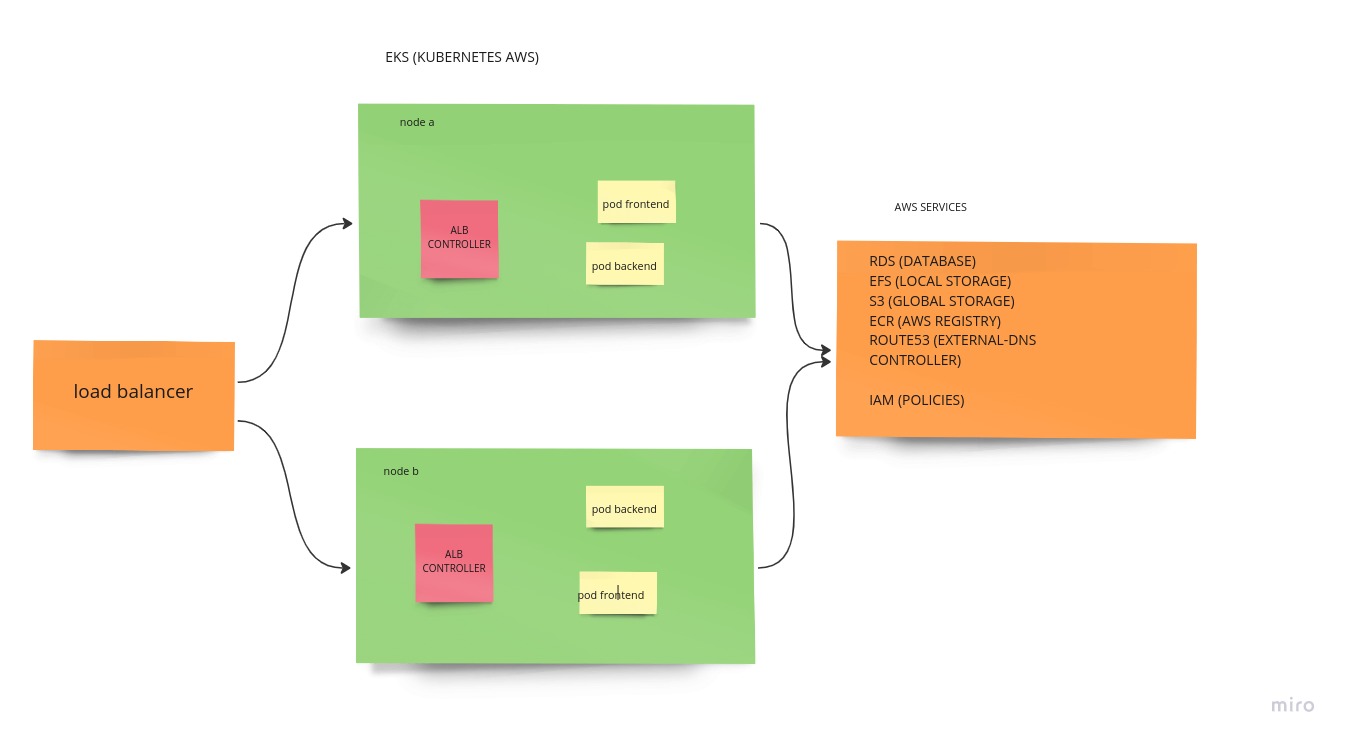 EKS (KUBERNETES AWS)
node a
ALB
CONTROLLER
pod frontend
pod backend
load balancer
node b
ALB
CONTROLLER
pod backend
pod frontend
AWS SERVICES
RDS (DATABASE)
EFS (LOCAL STORAGE)
S3 (GLOBAL STORAGE)
ECR (AWS REGISTRY)
ROUTE53 (EXTERNAL-DNS
CONTROLLER)
IAM (POLICIES)
miro